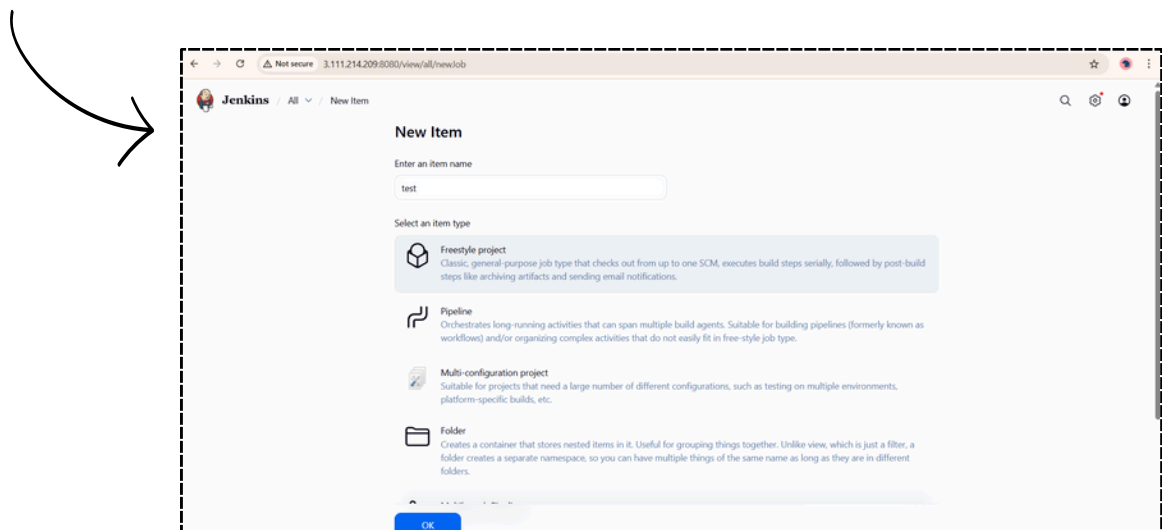 Not secure 3.111.214.209:8080/view/all/newJob
Jenkins / All / New Item
New Item
Enter an item name
test
Select an item type
Freestyle project
Classic, general-purpose job type that checks out from up to one SCM, executes build steps serially, followed by post-build
steps like archiving artifacts and sending email notifications.
Pipeline
Orchestrates long-running activities that can span multiple build agents. Suitable for building pipelines (formerly known as
workflows) and/or organizing complex activities that do not easily fit in free-style job type.
Multi-configuration project
Suitable for projects that need a large number of different configurations, such as testing on multiple environments,
platform-specific builds, etc.
Folder
Creates a container that stores nested items in it. Useful for grouping things together. Unlike view, which is just a filter, a
folder creates a separate namespace, so you can have multiple things of the same name as long as they are in different
folders.
OK